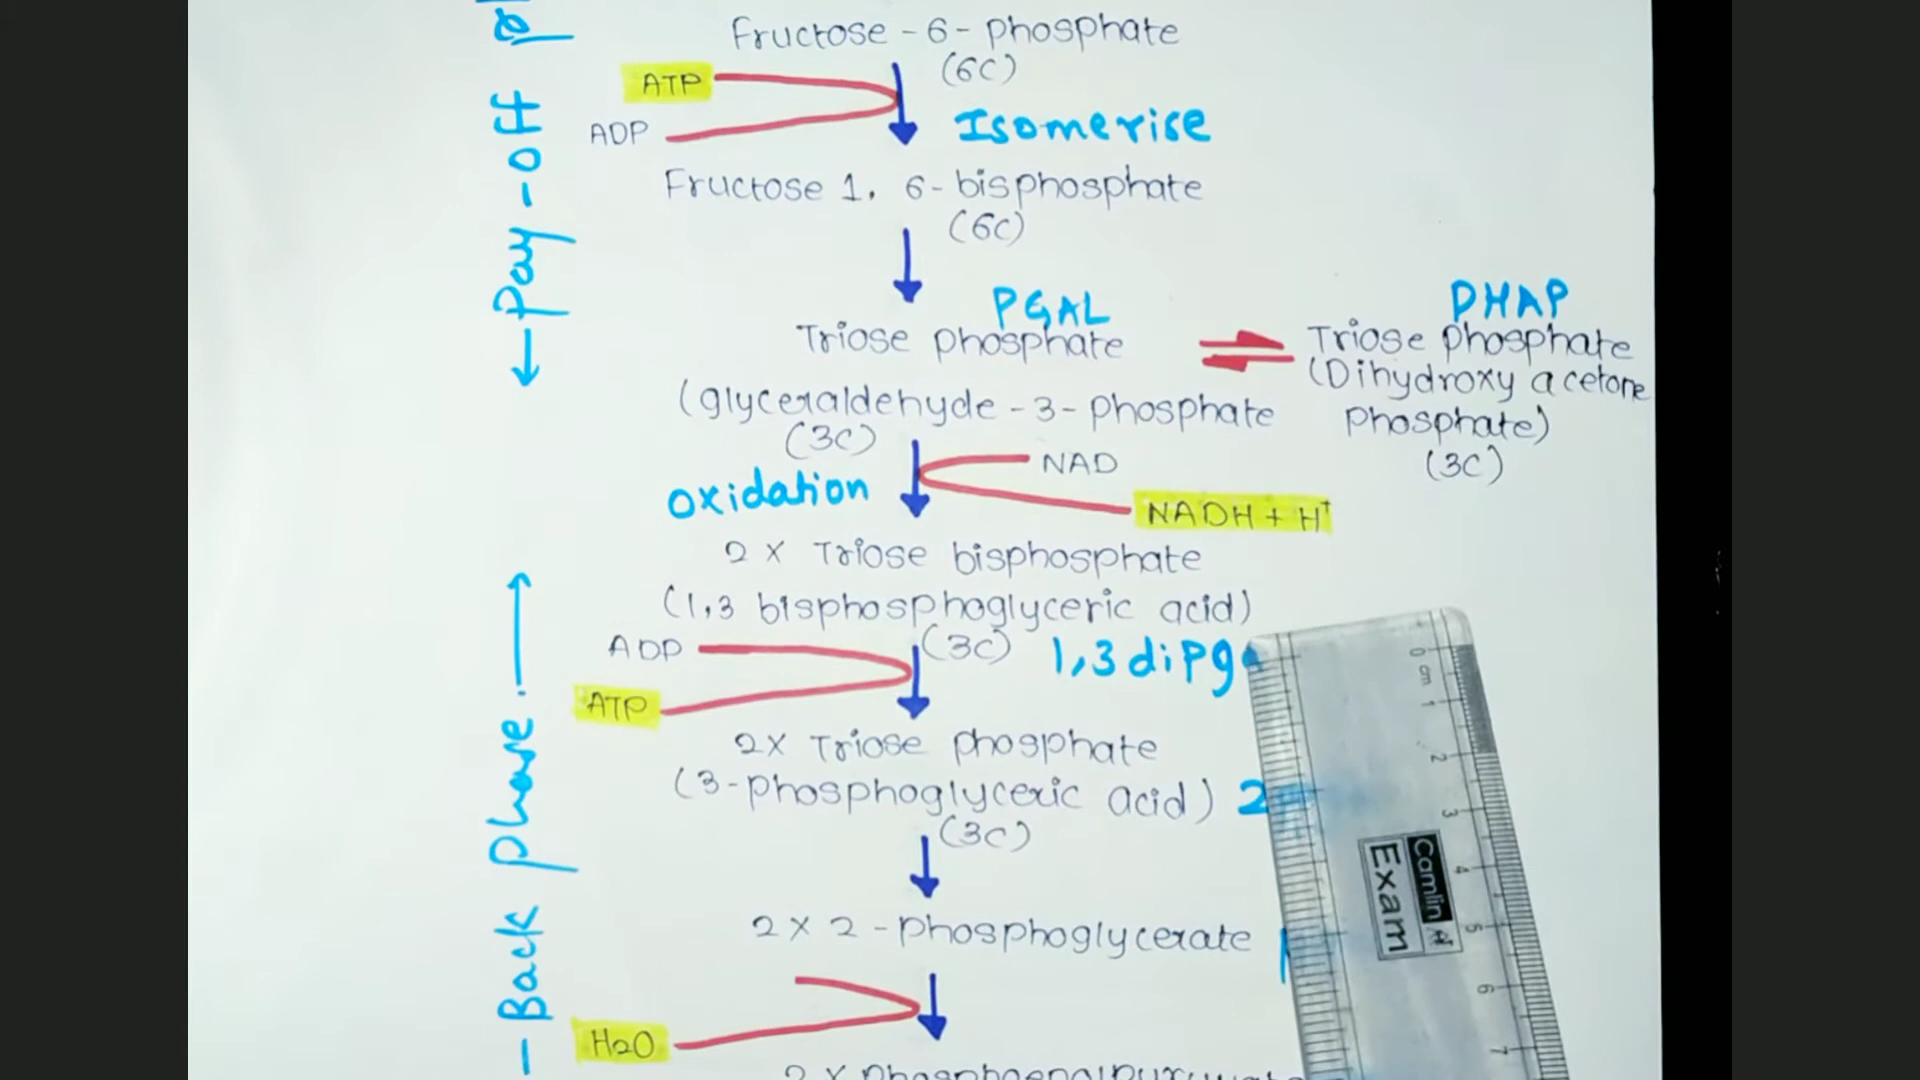 Fructose - 6 - phosphate
(6C)
ATP
ADP
Isomerise
Fructose 1, 6 - bisphosphate
(6C)
PGAL
DHAP
Triose phosphate
Triose phosphate
(Dihydroxy acetone
phosphate)
(3C)
(glyceraldehyde - 3 - phosphate
(3C)
NAD
oxidation
NADH + H+
2 X Triose bisphosphate
(1,3 bisphosphoglyceric acid)
(3C)
1,3 dipg
ADP
ATP
2X Triose phosphate
(3-phosphoglyceric acid) 2
(3C)
2 X 2 - phosphoglycerate
H2O
Pay - off
Back phase
0 cm 1 2 3 4 5 6 7
Camlin
Exam